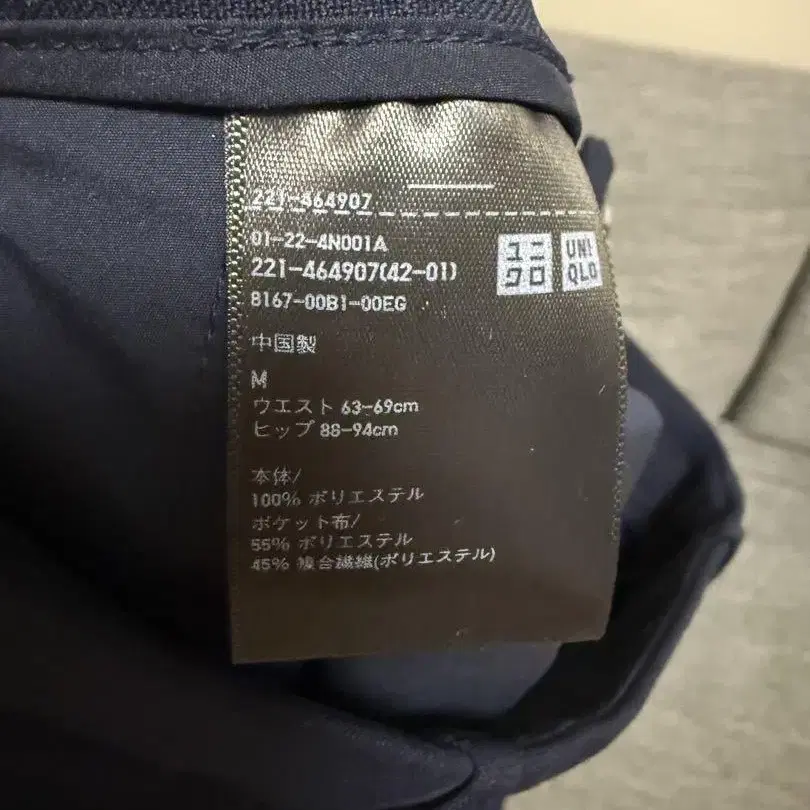 221-464907
01-22-4N001A
221-464907(42-01)
8167-00B1-00EG
ユニクロ
UNIQLO
中国製
M
ウエスト 63-69cm
ヒップ 88-94cm
本体/
100% ポリエステル
ポケット布/
55% ポリエステル
45% 複合繊維(ポリエステル)